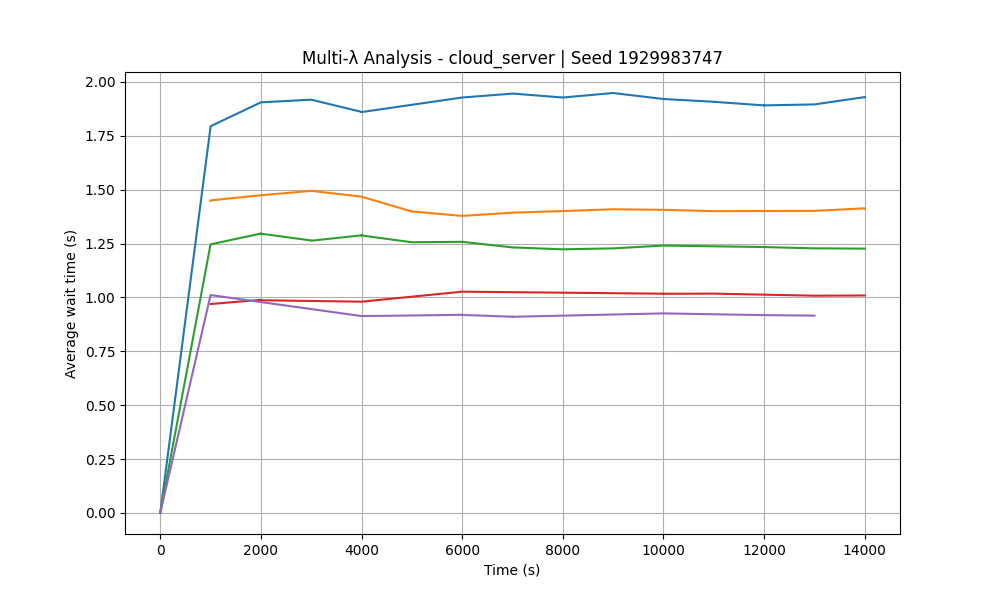 Multi-λ Analysis - cloud_server | Seed 1929983747
2.00
1.75
1.50
1.25
1.00
0.75
0.50
0.25
0.00
Average wait time (s)
0 2000 4000 6000 8000 10000 12000 14000
Time (s)